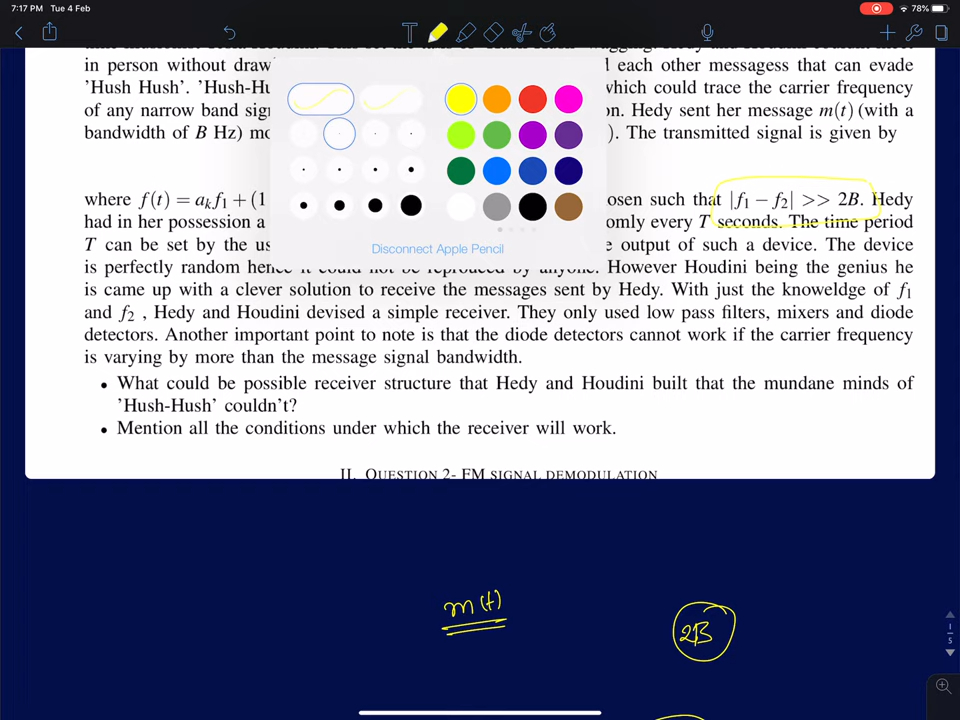 7:17 PM Tue 4 Feb
78%
in person without draw
d each other messagess that can evade
'Hush Hush'. 'Hush-Hu
which could trace the carrier frequency
of any narrow band sig
on. Hedy sent her message m(t) (with a
bandwidth of B Hz) mo
). The transmitted signal is given by
where f(t) = a_k f_1 + (1
osen such that |f_1 − f_2| >> 2B. Hedy
had in her possession a
omly every T seconds. The time period
T can be set by the us
e output of such a device. The device
Disconnect Apple Pencil
is perfectly random hence it could not be reproduced by anyone. However Houdini being the genius he
is came up with a clever solution to receive the messages sent by Hedy. With just the knoweldge of f_1
and f_2 , Hedy and Houdini devised a simple receiver. They only used low pass filters, mixers and diode
detectors. Another important point to note is that the diode detectors cannot work if the carrier frequency
is varying by more than the message signal bandwidth.
• What could be possible receiver structure that Hedy and Houdini built that the mundane minds of
'Hush-Hush' couldn't?
• Mention all the conditions under which the receiver will work.
II. QUESTION 2- FM SIGNAL DEMODULATION
m(t)
2B
1
5